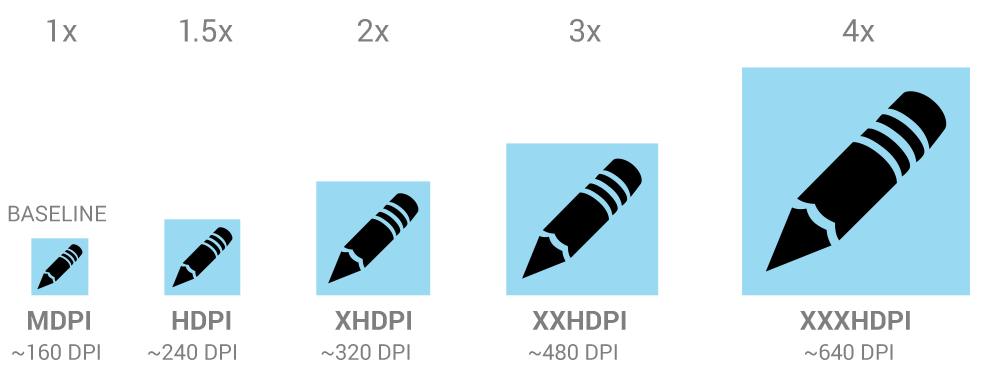 1x 1.5x 2x 3x 4x
BASELINE
MDPI HDPI XHDPI XXHDPI XXXHDPI
~160 DPI ~240 DPI ~320 DPI ~480 DPI ~640 DPI